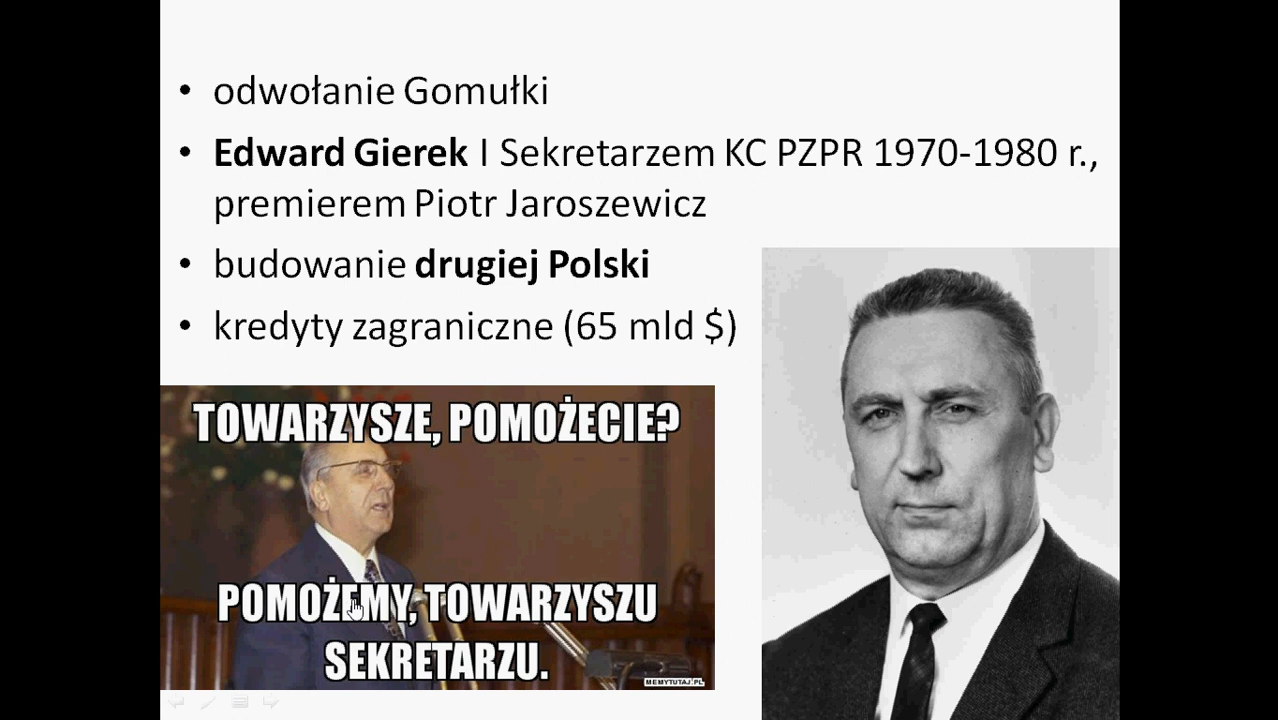 • odwołanie Gomułki
• Edward Gierek I Sekretarzem KC PZPR 1970-1980 r.,
premierem Piotr Jaroszewicz
• budowanie drugiej Polski
• kredyty zagraniczne (65 mld $)
TOWARZYSZE, POMOŻECIE?
POMOŻEMY, TOWARZYSZU
SEKRETARZU.
MEMYTUTAJ.PL